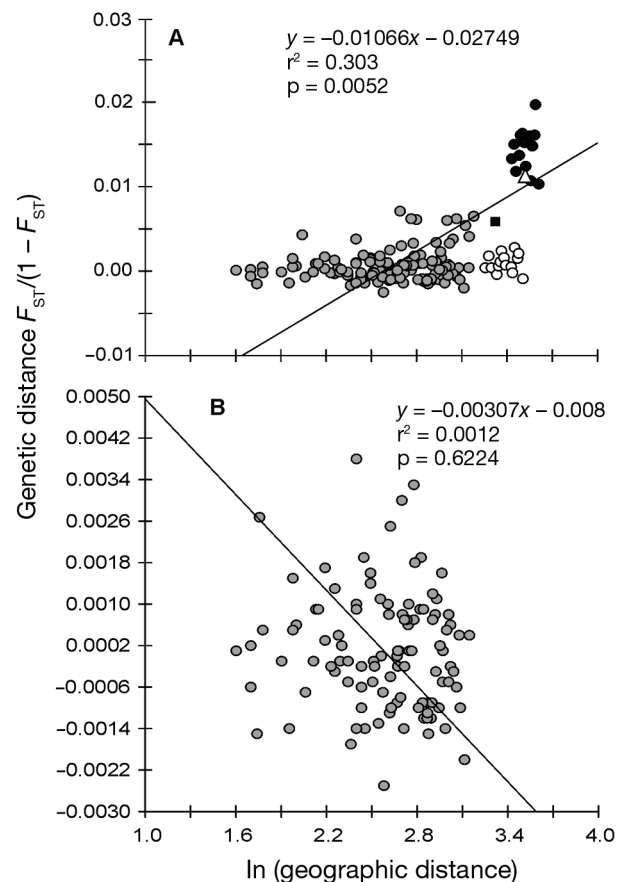 Genetic distance FST/(1 – FST)
A
y = –0.01066x – 0.02749
r² = 0.303
p = 0.0052
0.03
0.02
0.01
0.00
–0.01
B
y = –0.00307x – 0.008
r² = 0.0012
p = 0.6224
0.0050
0.0042
0.0034
0.0026
0.0018
0.0010
0.0002
–0.0006
–0.0014
–0.0022
–0.0030
1.0 1.6 2.2 2.8 3.4 4.0
ln (geographic distance)